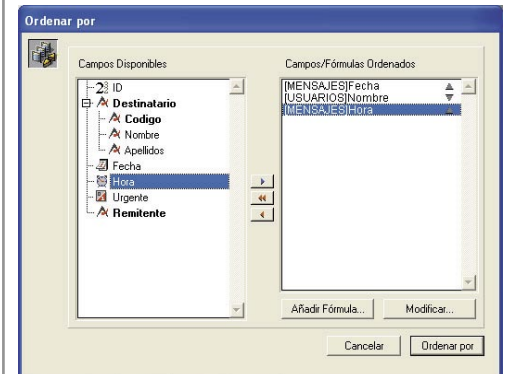 Ordenar por
Campos Disponibles
ID
Destinatario
Codigo
Nombre
Apellidos
Fecha
Hora
Urgente
Remitente
Campos/Fórmulas Ordenados
[MENSAJES]Fecha
[USUARIOS]Nombre
[MENSAJES]Hora
Añadir Fórmula...
Modificar...
Cancelar
Ordenar por